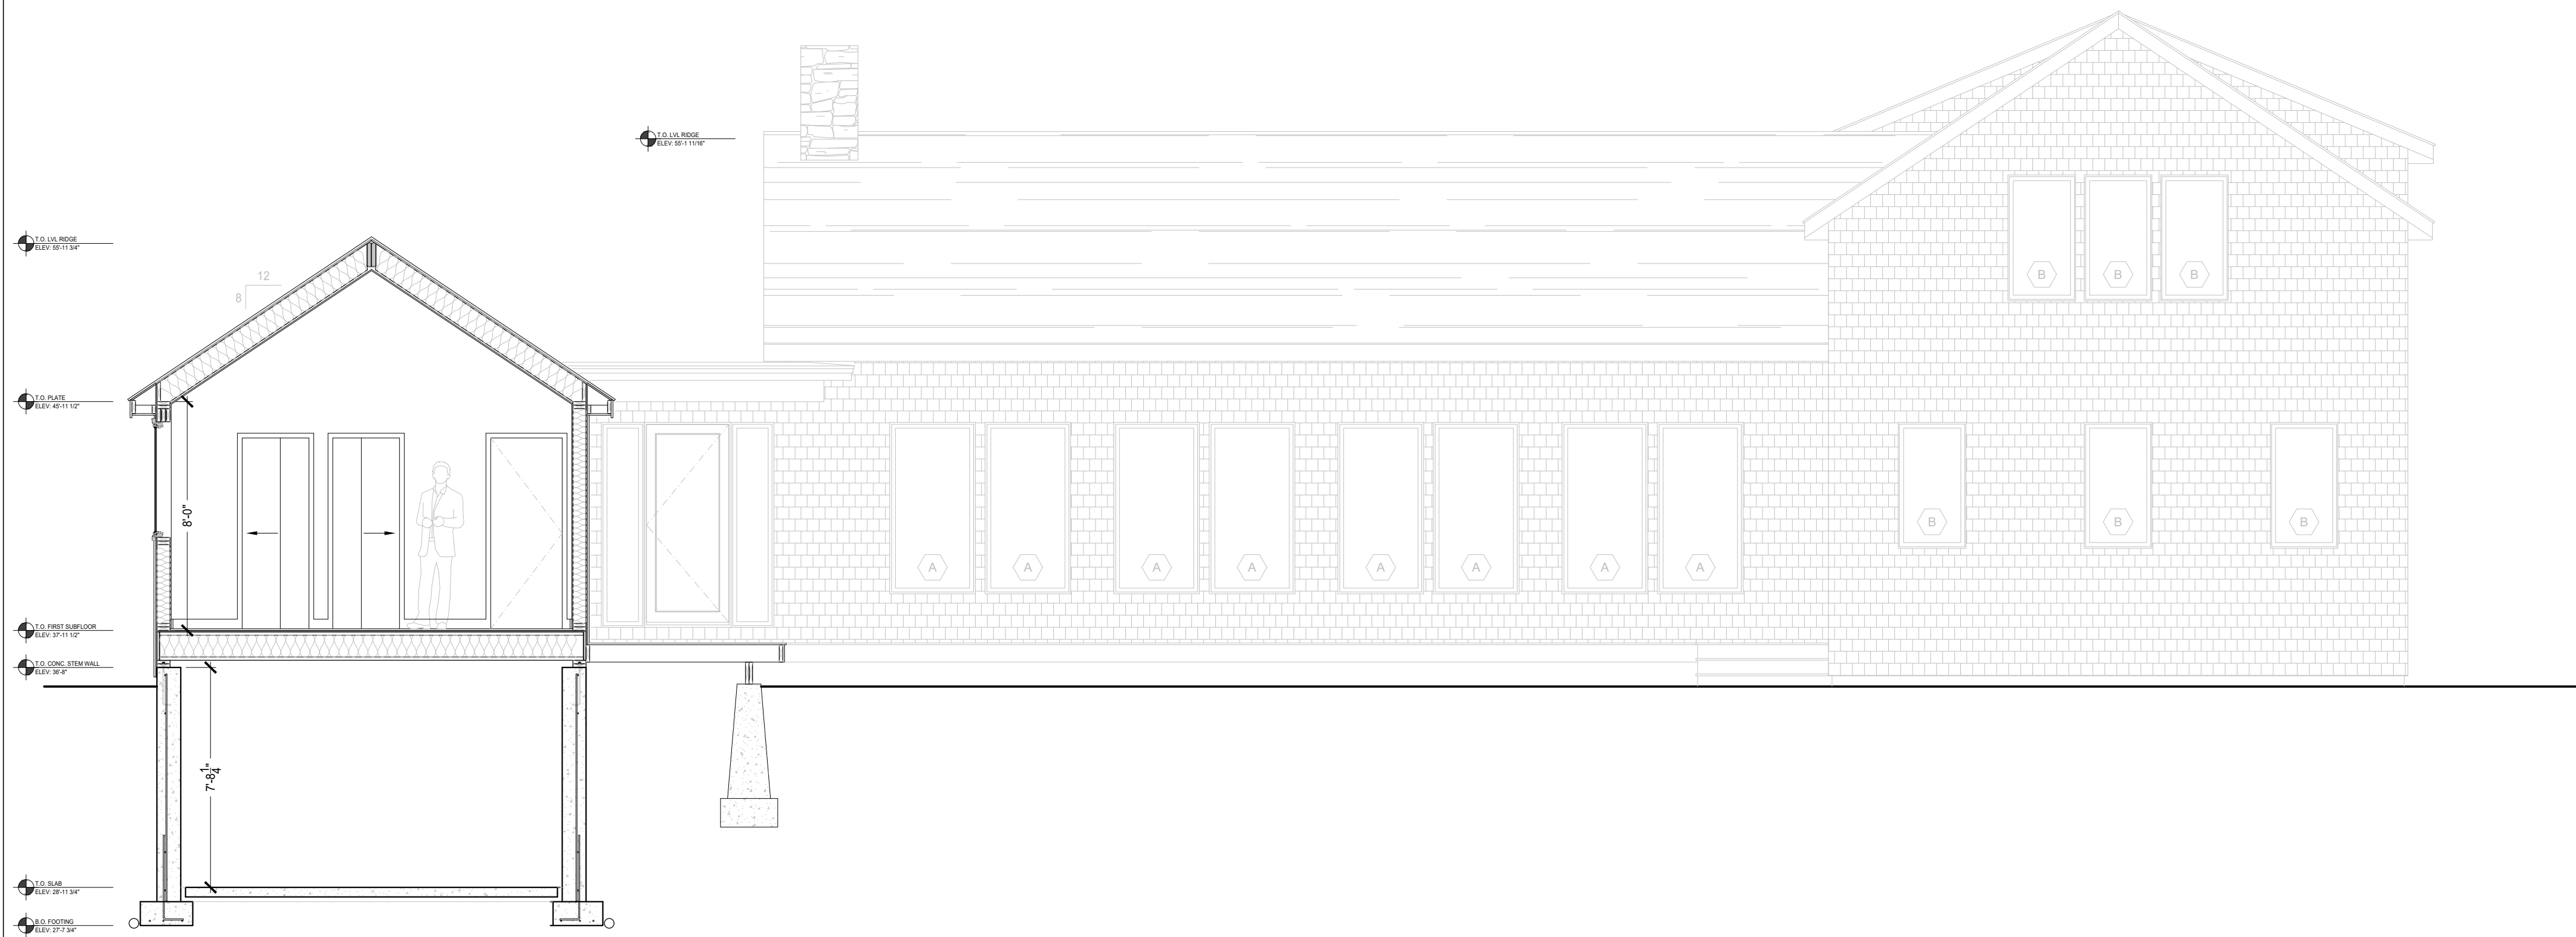 T.O. LVL RIDGE
ELEV: 55'-1 11/16"
T.O. LVL RIDGE
ELEV: 55'-11 3/4"
12
8
B B B
T.O. PLATE
ELEV: 45'-11 1/2"
8'-0"
B B B
A A A A A A A A
T.O. FIRST SUBFLOOR
ELEV: 37'-11 1/2"
T.O. CONC. STEM WALL
ELEV: 36'-8"
7'-8 1/4"
T.O. SLAB
ELEV: 28'-11 3/4"
B.O. FOOTING
ELEV: 27'-7 3/4"